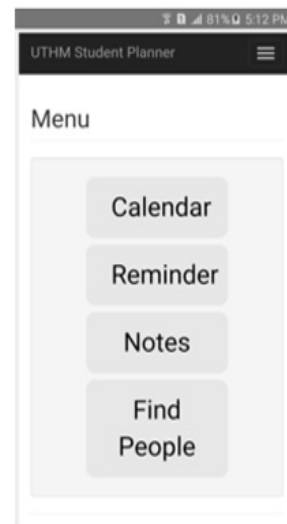 81% 5:12 PM
UTHM Student Planner
Menu
Calendar
Reminder
Notes
Find
People